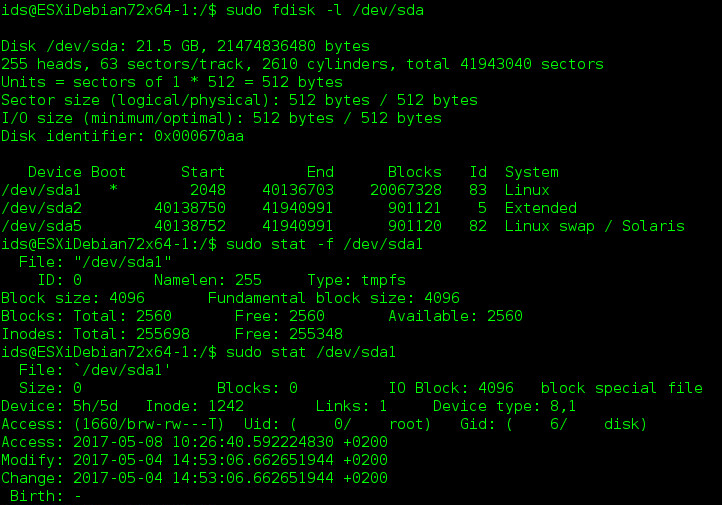 ids@ESXiDebian72x64-1:/$ sudo fdisk -l /dev/sda
Disk /dev/sda: 21.5 GB, 21474836480 bytes
255 heads, 63 sectors/track, 2610 cylinders, total 41943040 sectors
Units = sectors of 1 * 512 = 512 bytes
Sector size (logical/physical): 512 bytes / 512 bytes
I/O size (minimum/optimal): 512 bytes / 512 bytes
Disk identifier: 0x000670aa
   Device Boot      Start         End      Blocks   Id  System
/dev/sda1   *        2048    40136703    20067328   83  Linux
/dev/sda2        40138750    41940991      901121    5  Extended
/dev/sda5        40138752    41940991      901120   82  Linux swap / Solaris
ids@ESXiDebian72x64-1:/$ sudo stat -f /dev/sda1
  File: "/dev/sda1"
    ID: 0        Namelen: 255     Type: tmpfs
Block size: 4096       Fundamental block size: 4096
Blocks: Total: 2560       Free: 2560       Available: 2560
Inodes: Total: 255698     Free: 255348
ids@ESXiDebian72x64-1:/$ sudo stat /dev/sda1
  File: `/dev/sda1'
  Size: 0               Blocks: 0          IO Block: 4096   block special file
Device: 5h/5d   Inode: 1242        Links: 1     Device type: 8,1
Access: (1660/brw-rw---T)  Uid: (    0/    root)   Gid: (    6/    disk)
Access: 2017-05-08 10:26:40.592224830 +0200
Modify: 2017-05-04 14:53:06.662651944 +0200
Change: 2017-05-04 14:53:06.662651944 +0200
 Birth: -